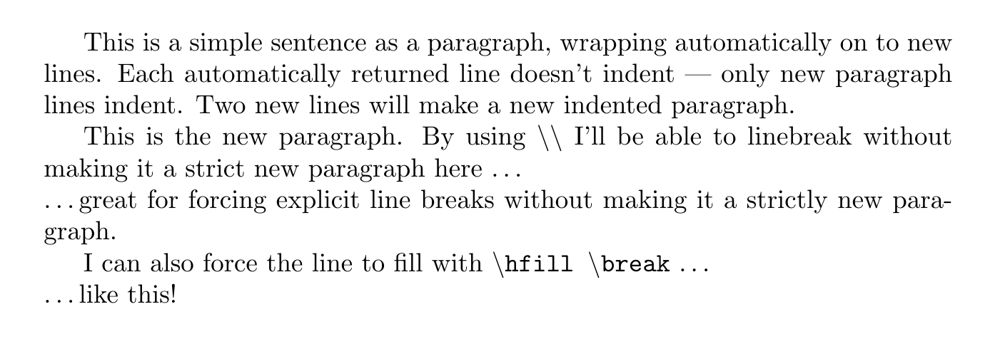 This is a simple sentence as a paragraph, wrapping automatically on to new
lines. Each automatically returned line doesn’t indent — only new paragraph
lines indent. Two new lines will make a new indented paragraph.
This is the new paragraph. By using \\ I’ll be able to linebreak without
making it a strict new paragraph here …
…great for forcing explicit line breaks without making it a strictly new para-
graph.
I can also force the line to fill with \hfill \break …
…like this!